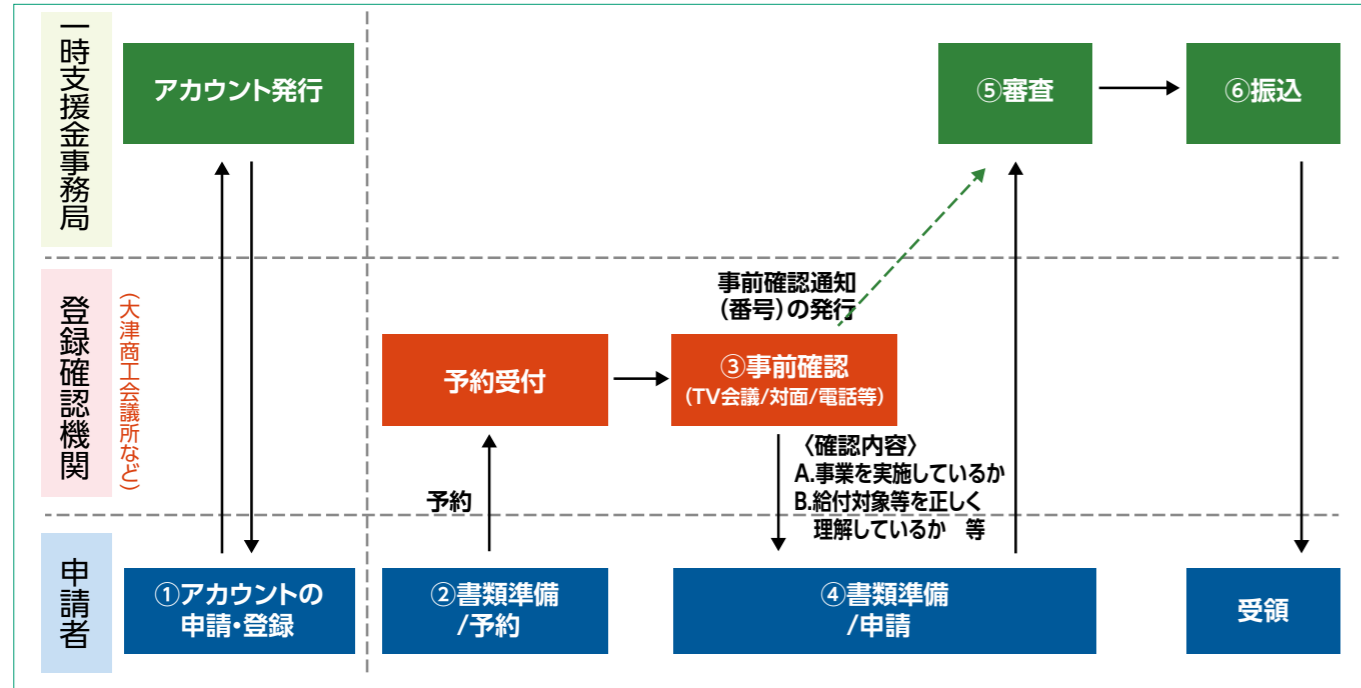 一時支援金事務局
アカウント発行
⑤審査
⑥振込
登録確認機関
(大津商工会議所など)
事前確認通知
(番号)の発行
予約受付
③事前確認
(TV会議/対面/電話等)
〈確認内容〉
A.事業を実施しているか
B.給付対象等を正しく
理解しているか 等
予約
申請者
①アカウントの
申請・登録
②書類準備
/予約
④書類準備
/申請
受領